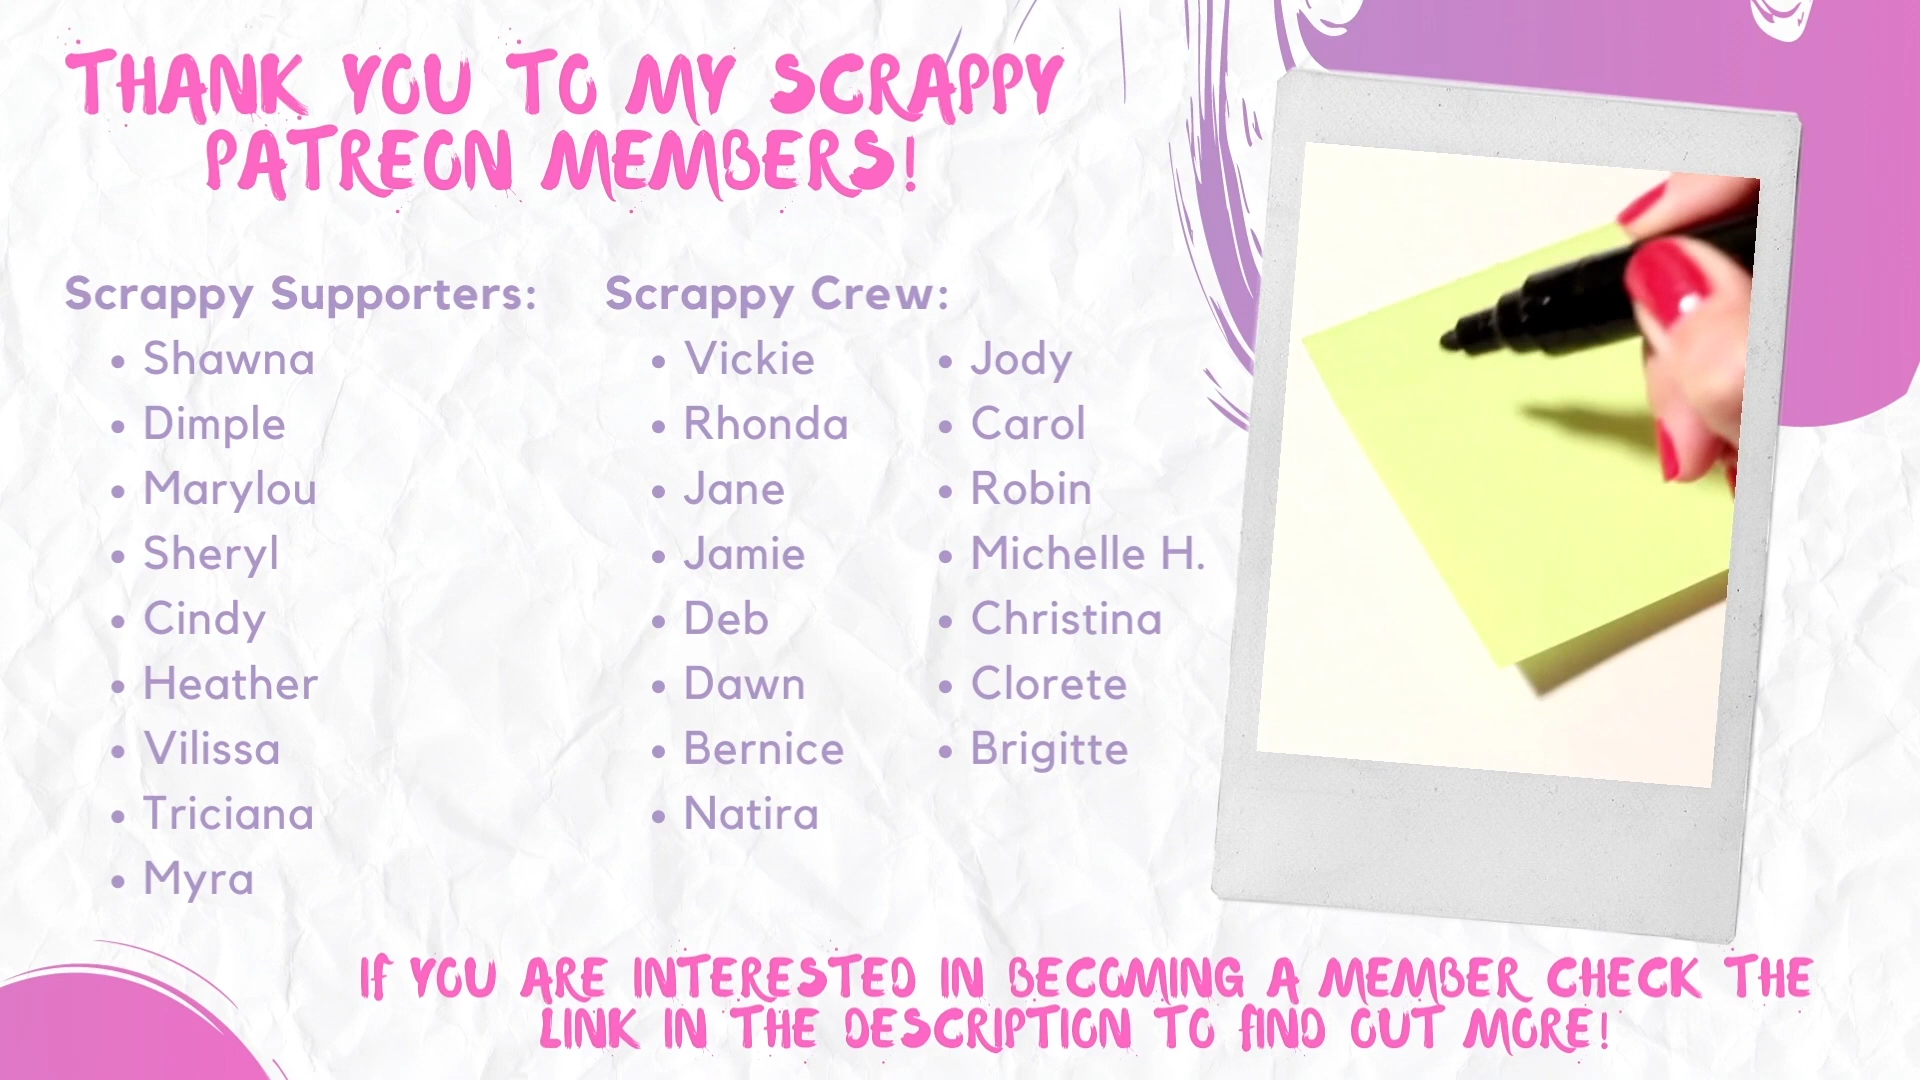 THANK YOU TO MY SCRAPPY
PATREON MEMBERS!
Scrappy Supporters:
• Shawna
• Dimple
• Marylou
• Sheryl
• Cindy
• Heather
• Vilissa
• Triciana
• Myra
Scrappy Crew:
• Vickie
• Rhonda
• Jane
• Jamie
• Deb
• Dawn
• Bernice
• Natira
• Jody
• Carol
• Robin
• Michelle H.
• Christina
• Clorete
• Brigitte
If YOU ARE INTERESTED IN BECOMING A MEMBER CHECK THE
LINK IN THE DESCRIPTION TO fIND OUT MORE!